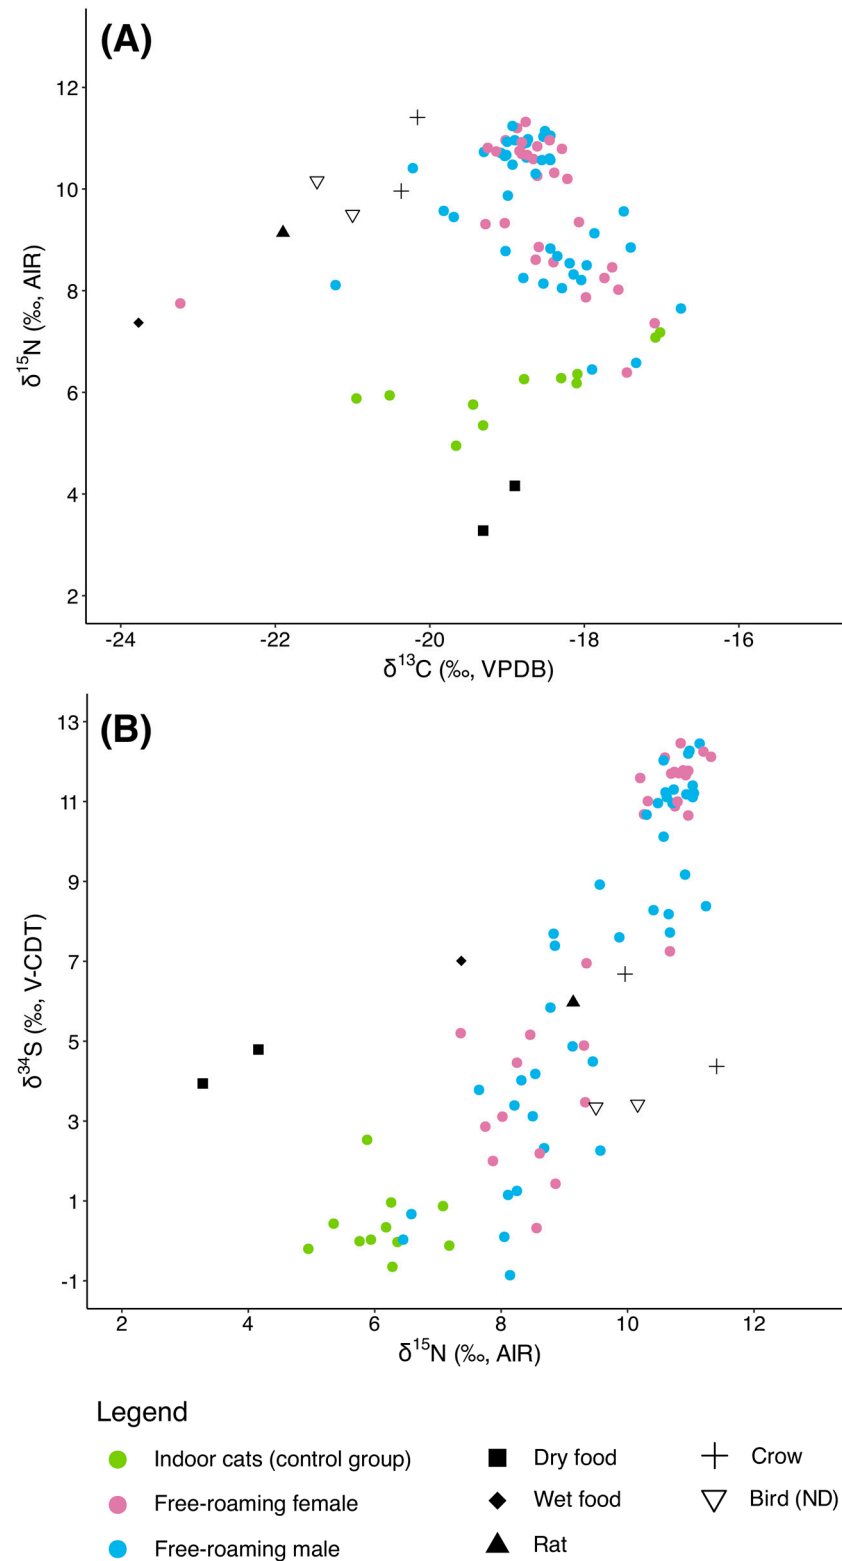 (A)
12
10
8
6
4
2
δ¹⁵N (‰, AIR)
-24 -22 -20 -18 -16
δ¹³C (‰, VPDB)
(B)
13
11
9
7
5
3
1
-1
δ³⁴S (‰, V-CDT)
2 4 6 8 10 12
δ¹⁵N (‰, AIR)
Legend
Indoor cats (control group)
Free-roaming female
Free-roaming male
Dry food
Wet food
Rat
Crow
Bird (ND)